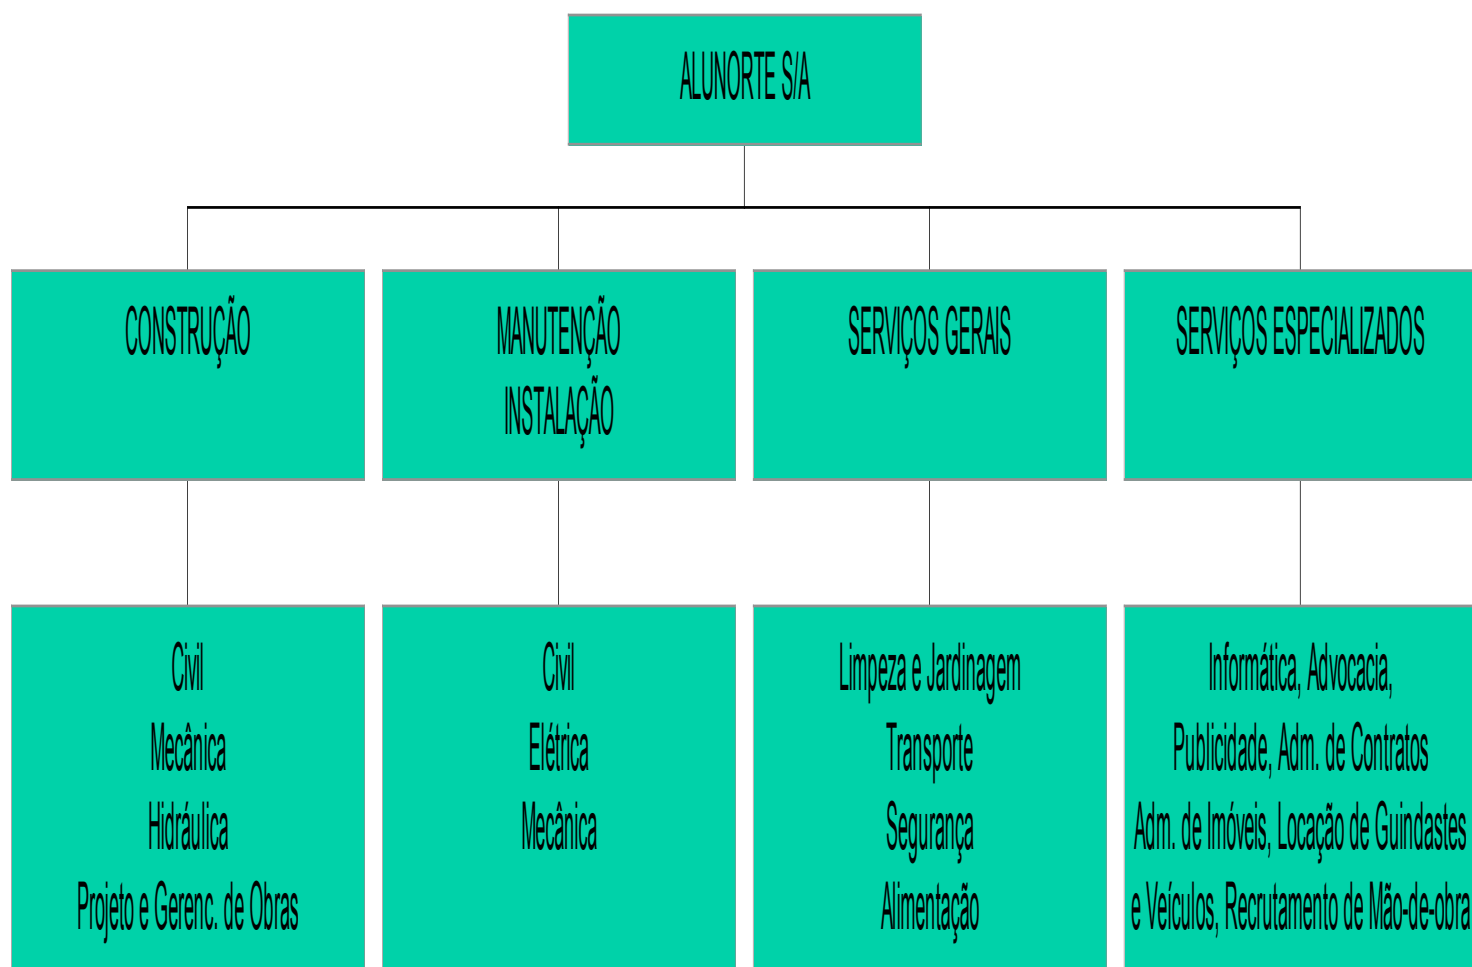 ALUNORTE S/A
CONSTRUÇÃO
MANUTENÇÃO
INSTALAÇÃO
SERVIÇOS GERAIS
SERVIÇOS ESPECIALIZADOS
Civil
Mecânica
Hidráulica
Projeto e Gerenc. de Obras
Civil
Elétrica
Mecânica
Limpeza e Jardinagem
Transporte
Segurança
Alimentação
Informática, Advocacia,
Publicidade, Adm. de Contratos
Adm. de Imóveis, Locação de Guindastes
e Veículos, Recrutamento de Mão-de-obra